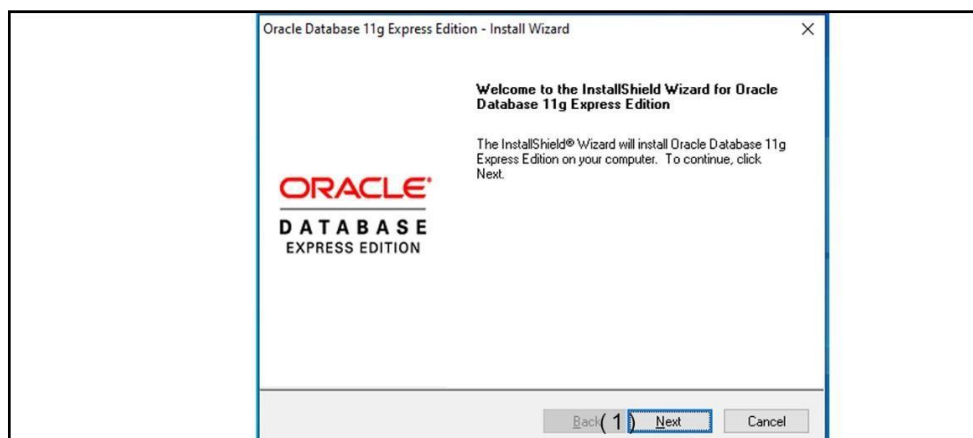 Oracle Database 11g Express Edition - Install Wizard
Welcome to the InstallShield Wizard for Oracle
Database 11g Express Edition
The InstallShield® Wizard will install Oracle Database 11g
Express Edition on your computer. To continue, click
Next.
ORACLE
DATABASE
EXPRESS EDITION
Back (1) Next Cancel